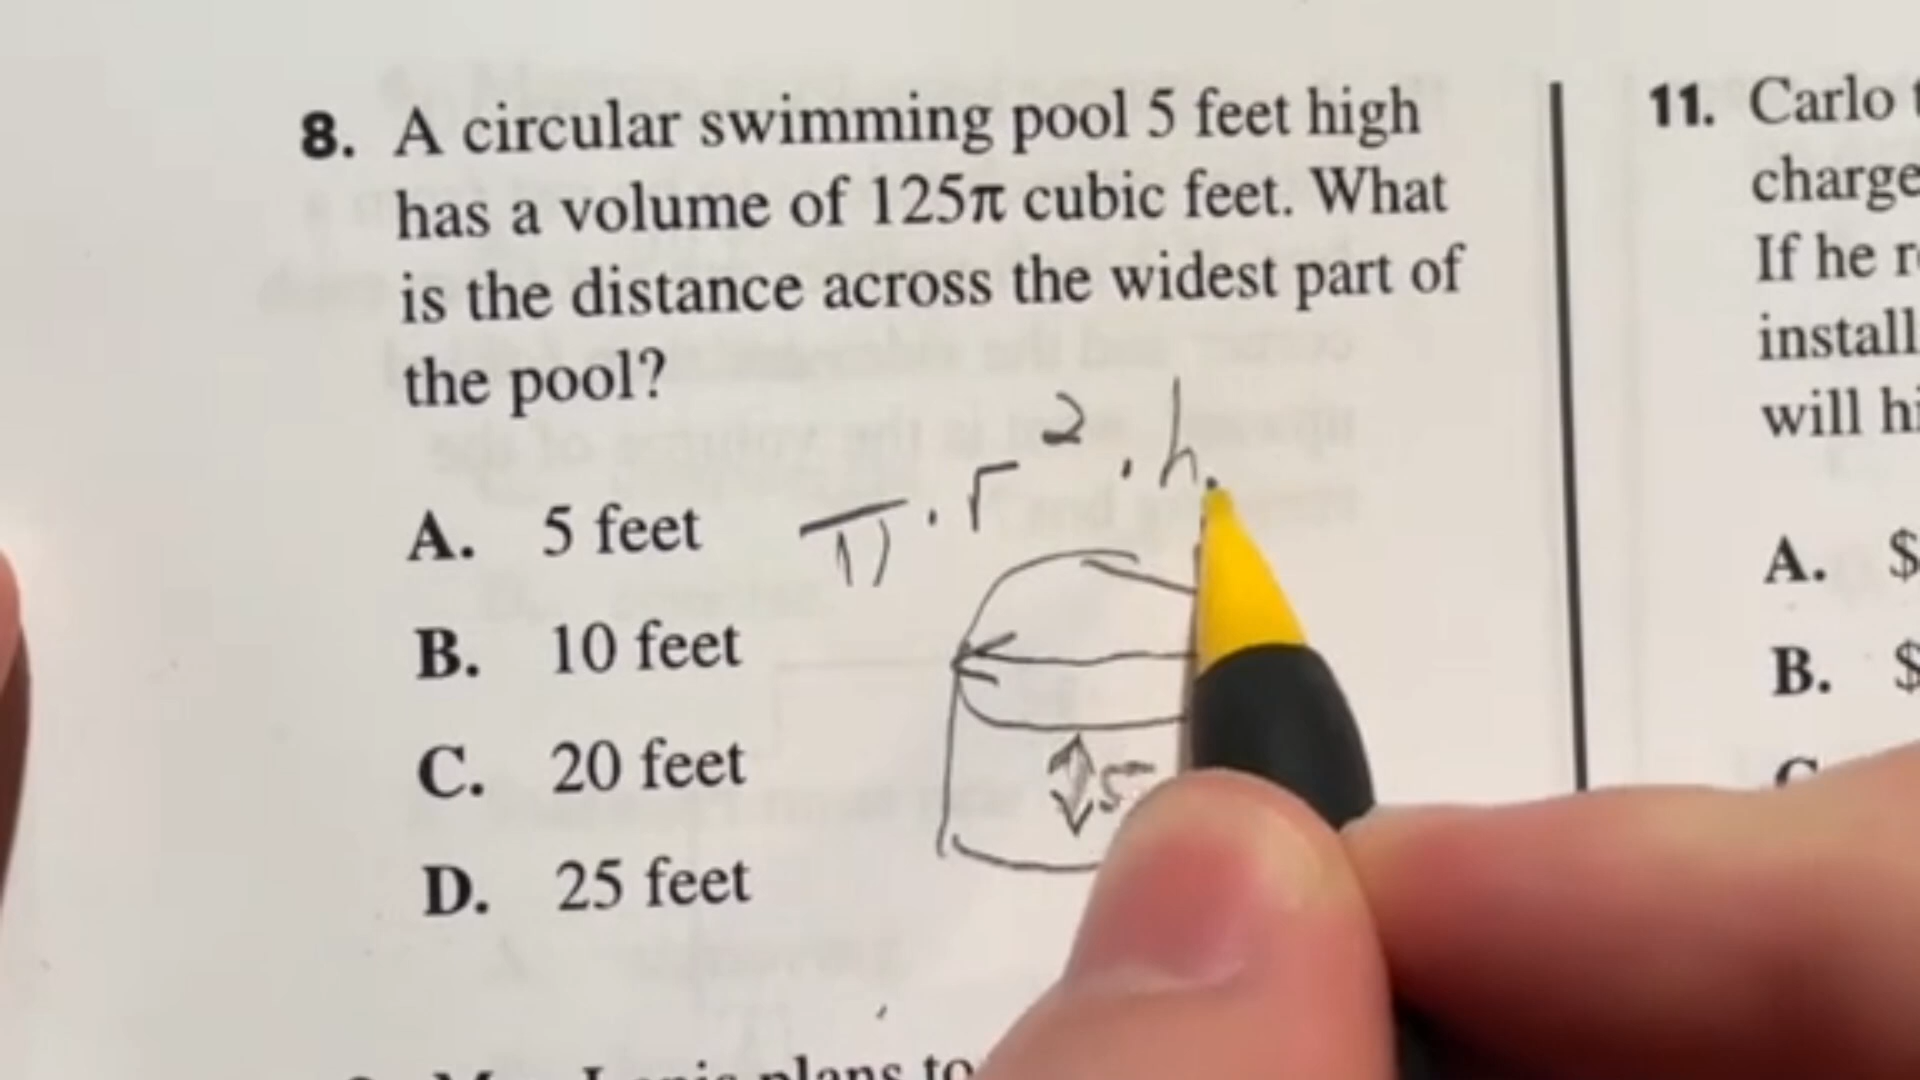 8. A circular swimming pool 5 feet high
has a volume of 125π cubic feet. What
is the distance across the widest part of
the pool?
π · r² · h
A. 5 feet
B. 10 feet
C. 20 feet
D. 25 feet
5
plans to
11. Carlo
charge
If he
install
will
A. $
B. $